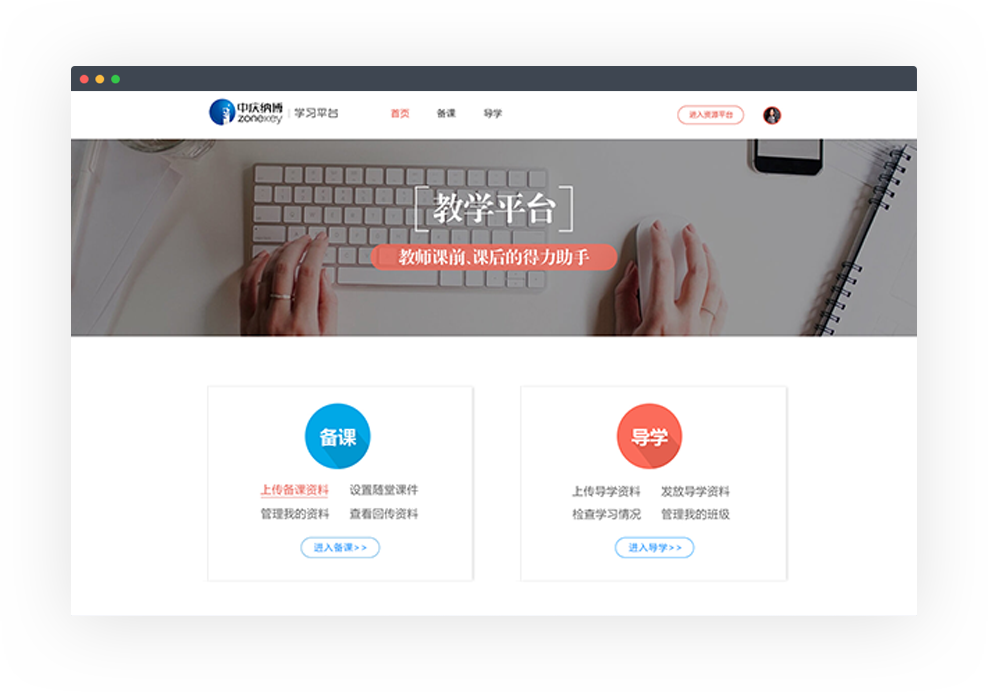 中庆纳博
zonekey
学习平台
首页
备课
导学
进入资源平台
[教学平台]
教师课前、课后的得力助手
备课
上传备课资料 设置随堂课件
管理我的资料 查看回传资料
进入备课>>
导学
上传导学资料 发放导学资料
检查学习情况 管理我的班级
进入导学>>